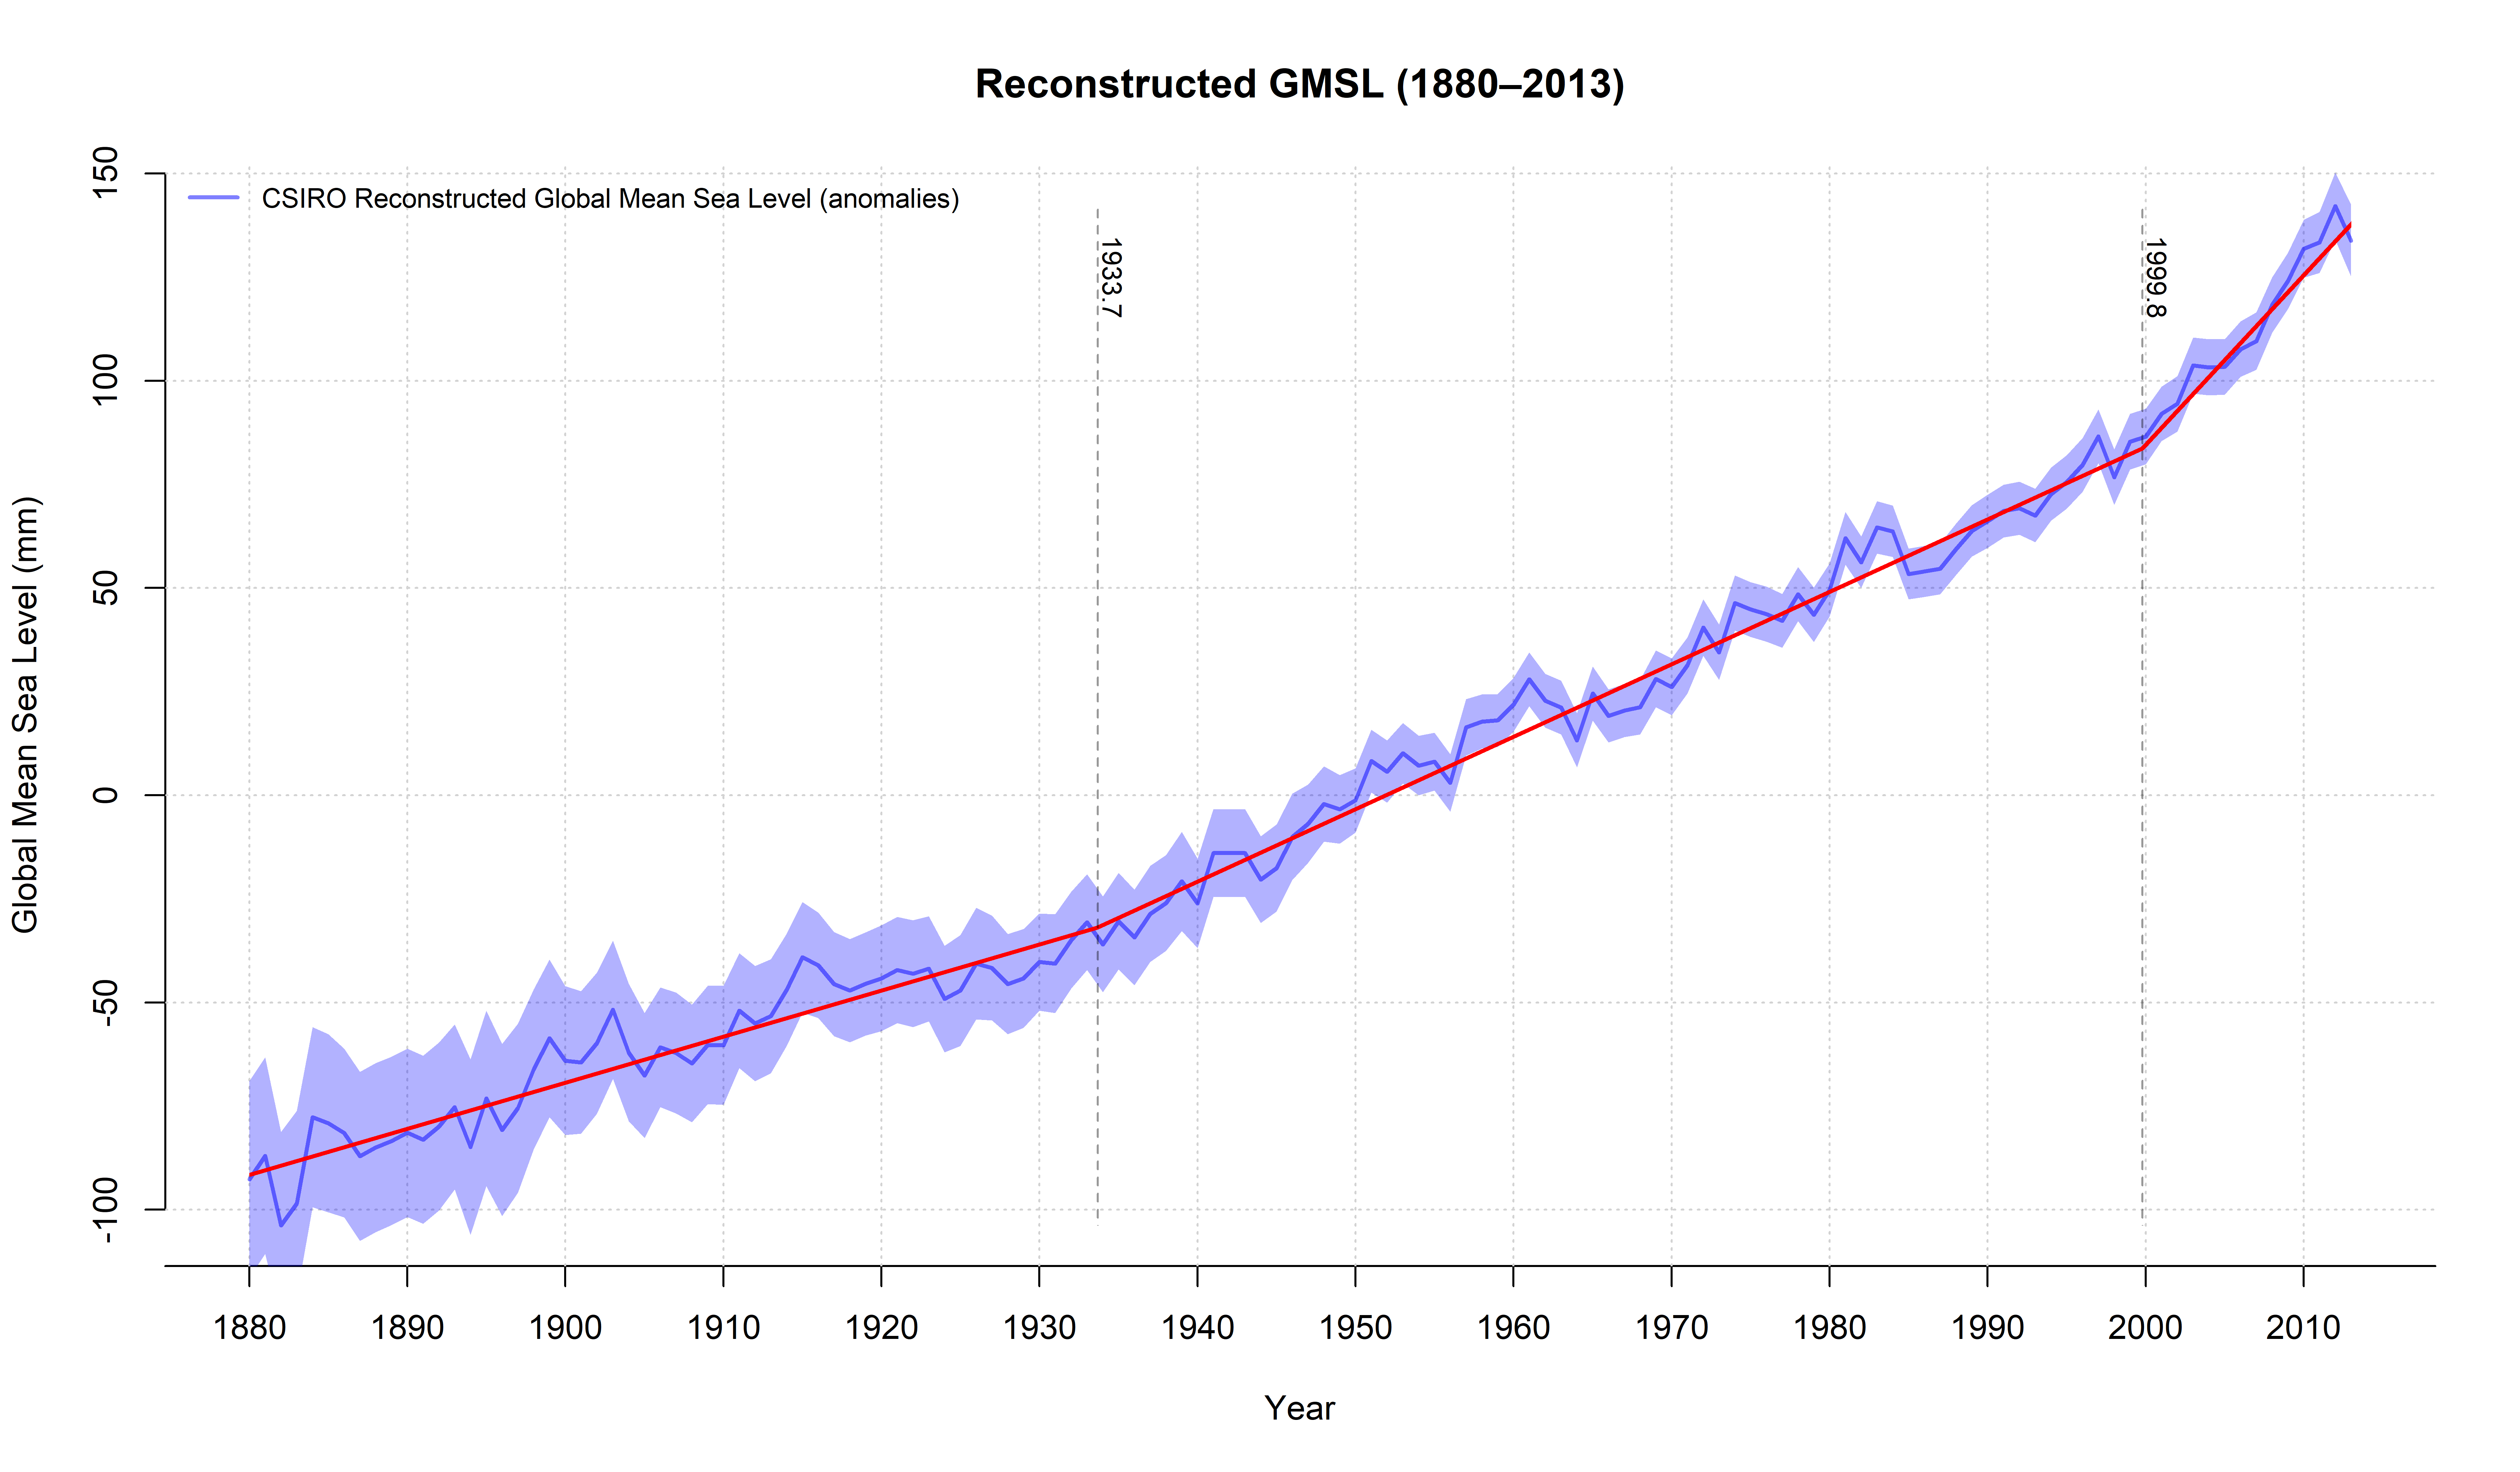 Reconstructed GMSL (1880–2013)
CSIRO Reconstructed Global Mean Sea Level (anomalies)
1933.7
1999.8
Global Mean Sea Level (mm)
150
100
50
0
-50
-100
1880 1890 1900 1910 1920 1930 1940 1950 1960 1970 1980 1990 2000 2010
Year